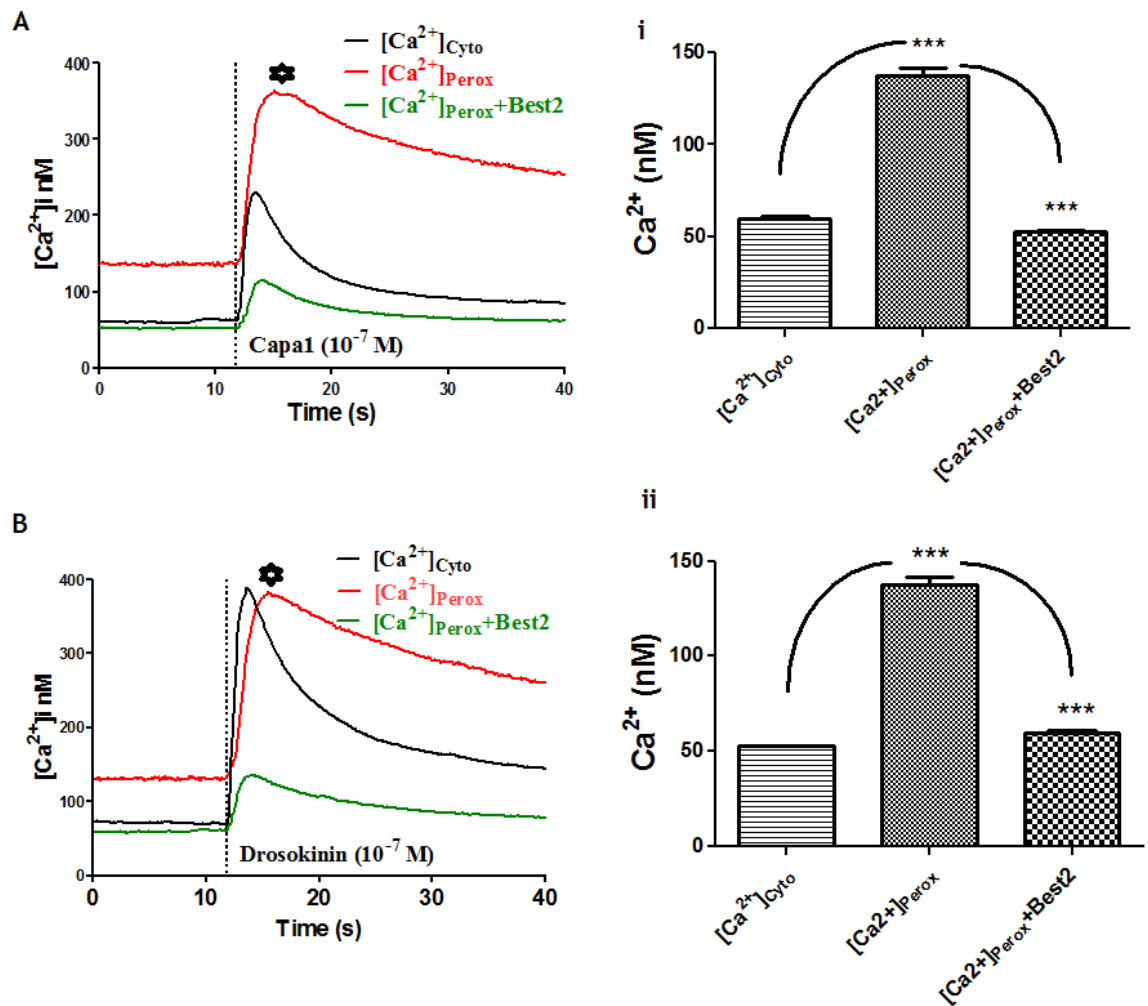 A
[Ca²⁺]Cyto
[Ca²⁺]Perox
[Ca²⁺]Perox+Best2
[Ca²⁺]i nM
400
300
200
100
0
Capa1 (10⁻⁷ M)
0 10 20 30 40
Time (s)
i
Ca²⁺ (nM)
150
100
50
0
***
***
[Ca²⁺]Cyto
[Ca2+]Perox
[Ca2+]Perox+Best2
B
[Ca²⁺]Cyto
[Ca²⁺]Perox
[Ca²⁺]Perox+Best2
[Ca²⁺]i nM
400
300
200
100
0
Drosokinin (10⁻⁷ M)
0 10 20 30 40
Time (s)
ii
Ca²⁺ (nM)
150
100
50
0
***
***
[Ca²⁺]Cyto
[Ca2+]Perox
[Ca2+]Perox+Best2